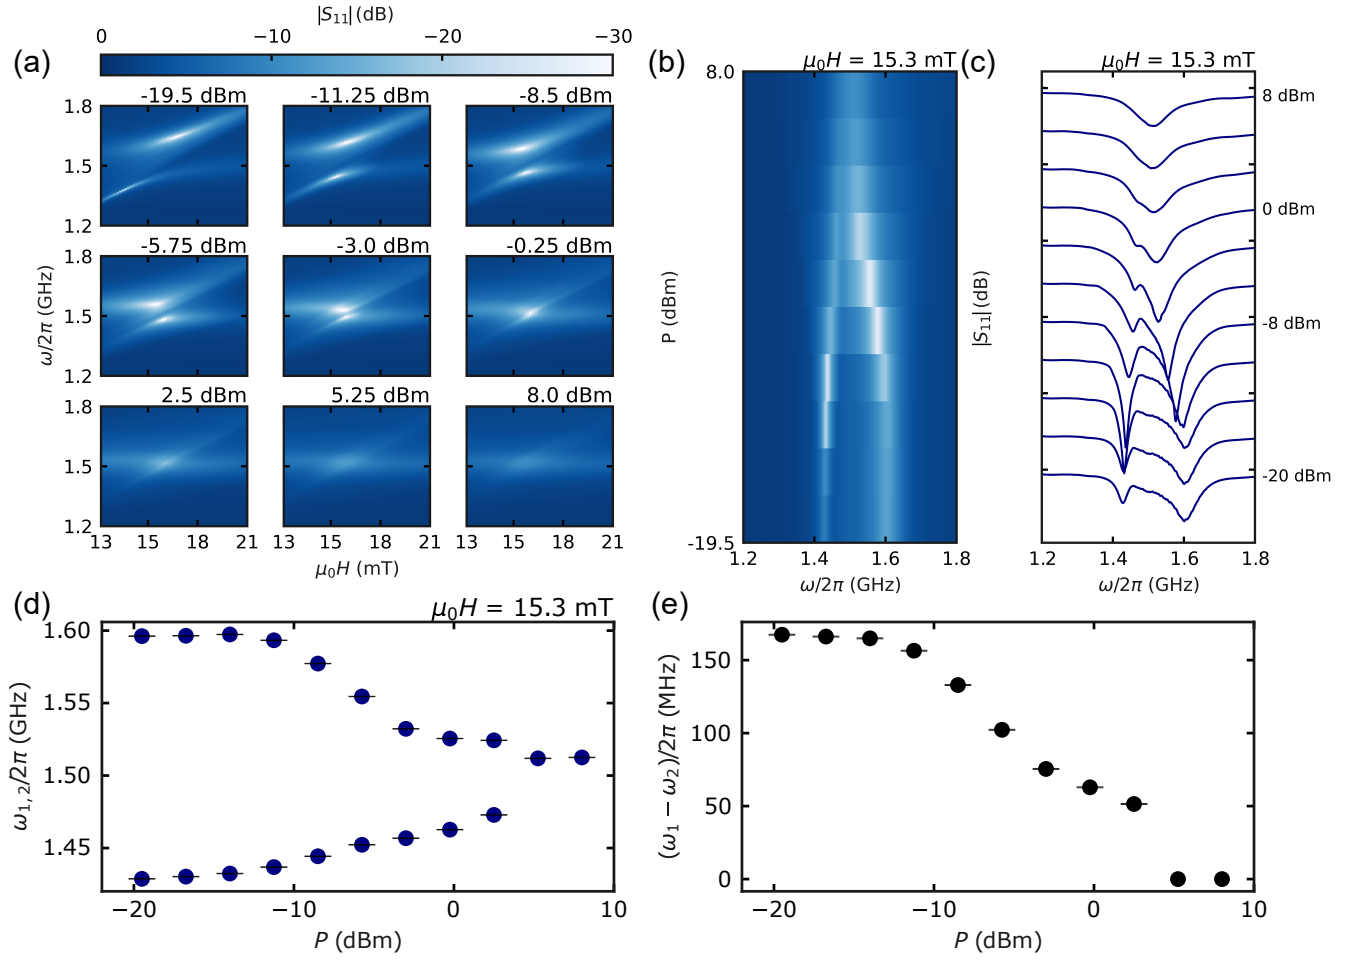 |S11| (dB)
0 −10 −20 −30
(a)
-19.5 dBm -11.25 dBm -8.5 dBm
1.8
1.5
1.2
-5.75 dBm -3.0 dBm -0.25 dBm
1.8
1.5
1.2
ω/2π (GHz)
2.5 dBm 5.25 dBm 8.0 dBm
1.8
1.5
1.2
13 15 18 21 13 15 18 21 13 15 18 21
μ0H (mT)
(b)
μ0H = 15.3 mT
8.0
P (dBm)
-19.5
1.2 1.4 1.6 1.8
ω/2π (GHz)
(c)
μ0H = 15.3 mT
|S11| (dB)
8 dBm
0 dBm
-8 dBm
-20 dBm
1.2 1.4 1.6 1.8
ω/2π (GHz)
(d)
μ0H = 15.3 mT
1.60
1.55
1.50
1.45
ω1,2/2π (GHz)
−20 −10 0 10
P (dBm)
(e)
150
100
50
0
(ω1 − ω2)/2π (MHz)
−20 −10 0 10
P (dBm)